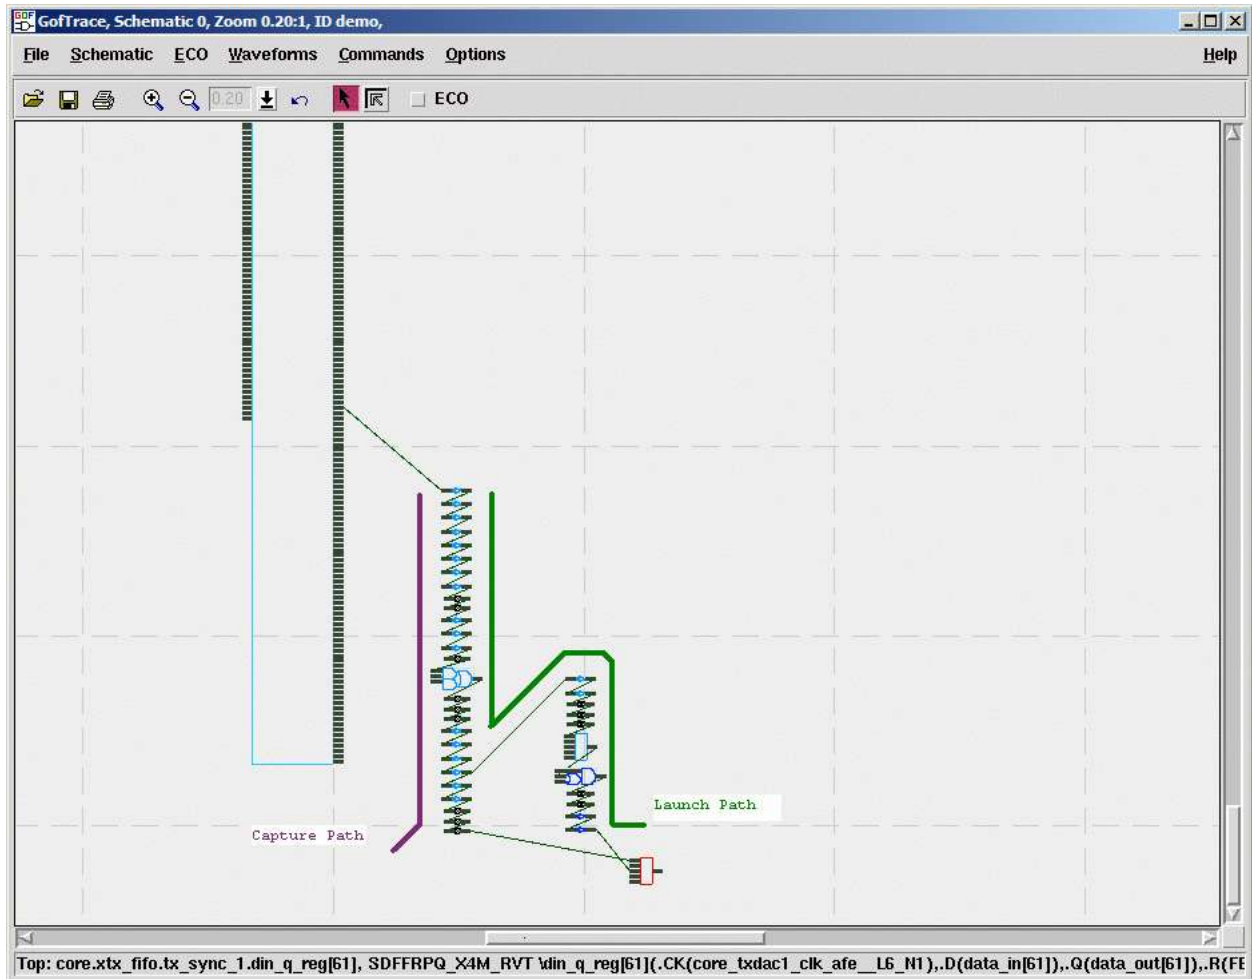 GOF
GofTrace, Schematic 0, Zoom 0.20:1, ID demo,
File Schematic ECO Waveforms Commands Options Help
0.20 ECO
Launch Path
Capture Path
Top: core.xtx_fifo.tx_sync_1.din_q_reg[61], SDFFRPQ_X4M_RVT \din_q_reg[61](.CK(core_txdac1_clk_afe__L6_N1),.D(data_in[61]),.Q(data_out[61]),.R(FE